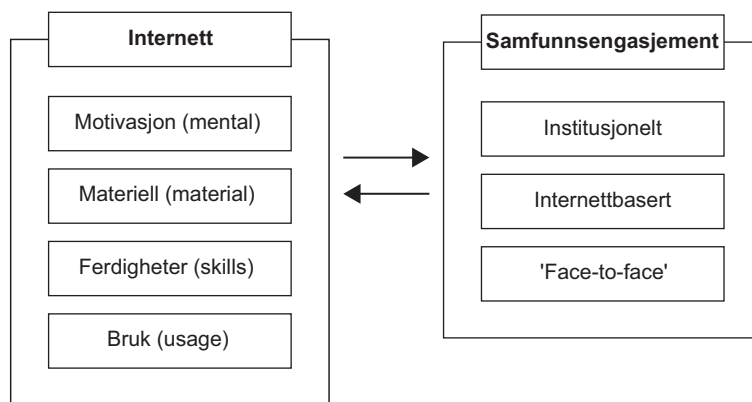 Internett
Motivasjon (mental)
Materiell (material)
Ferdigheter (skills)
Bruk (usage)
Samfunnsengasjement
Institusjonelt
Internettbasert
'Face-to-face'